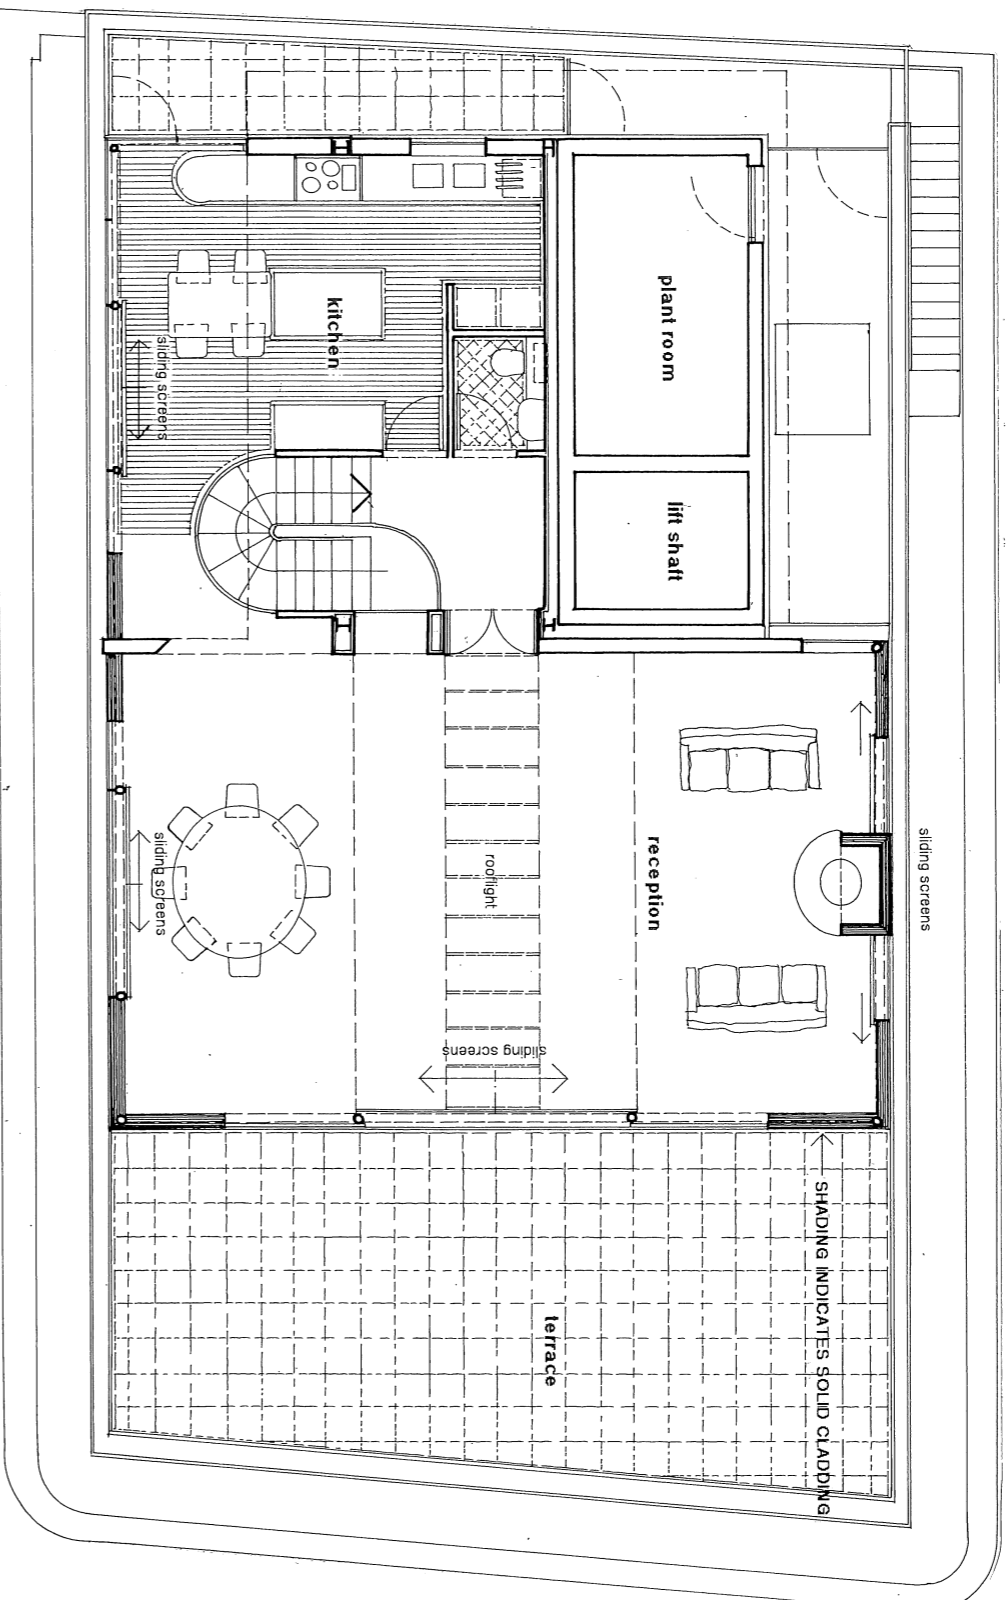 kitchen
sliding screens
plant room
lift shaft
sliding screens
rooflight
reception
sliding screens
sliding screens
terrace
SHADING INDICATES SOLID CLADDING